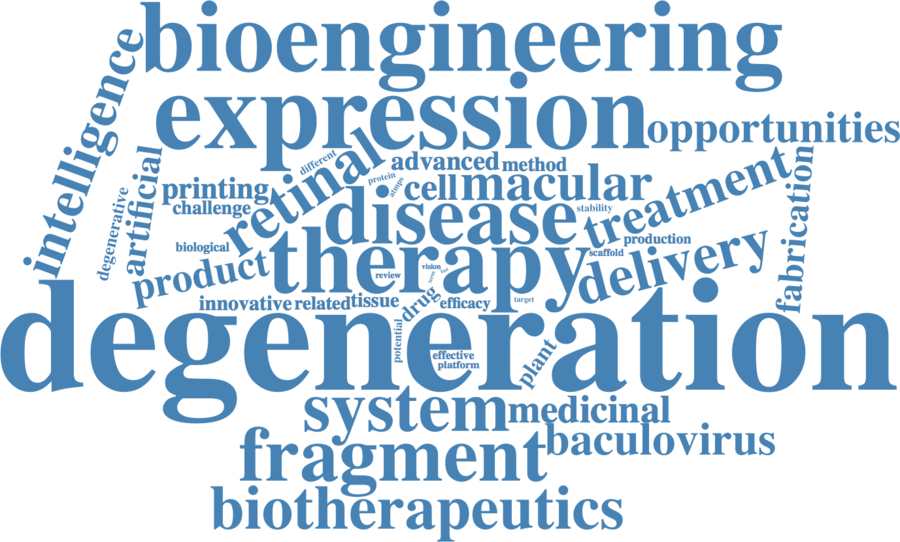 bioengineering
intelligence
expression
opportunities
artificial
degenerative
printing
challenge
retinal
different
protein
atmps
advanced
method
cell
macular
disease
stability
treatment
fabrication
production
scaffold
biological
product
therapy
review
vision
delivery
innovative
related
tissue
drug
efficacy
target
degeneration
potential
effective
platform
plant
system
medicinal
fragment
baculovirus
biotherapeutics